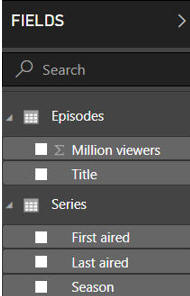 FIELDS
Search
Episodes
Σ Million viewers
Title
Series
First aired
Last aired
Season